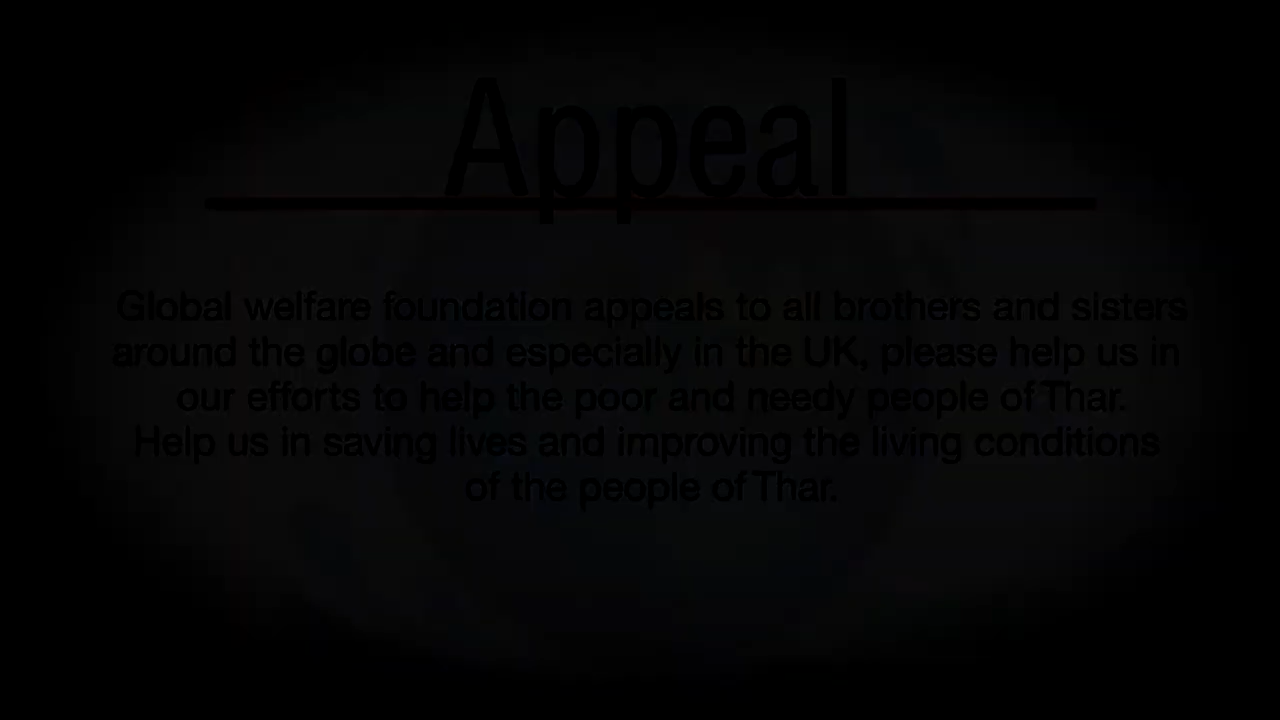 Appeal
Global welfare foundation appeals to all brothers and sisters
around the globe and especially in the UK, please help us in
our efforts to help the poor and needy people of Thar.
Help us in saving lives and improving the living conditions
of the people of Thar.